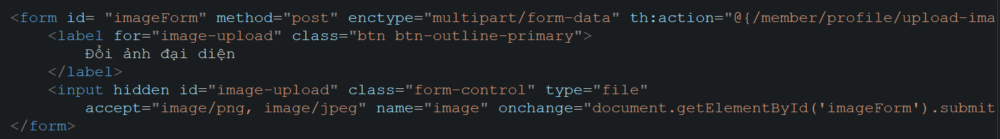 <form id= "imageForm" method="post" enctype="multipart/form-data" th:action="@{/member/profile/upload-ima
<label for="image-upload" class="btn btn-outline-primary">
Đổi ảnh đại diện
</label>
<input hidden id="image-upload" class="form-control" type="file"
accept="image/png, image/jpeg" name="image" onchange="document.getElementById('imageForm').submit
</form>